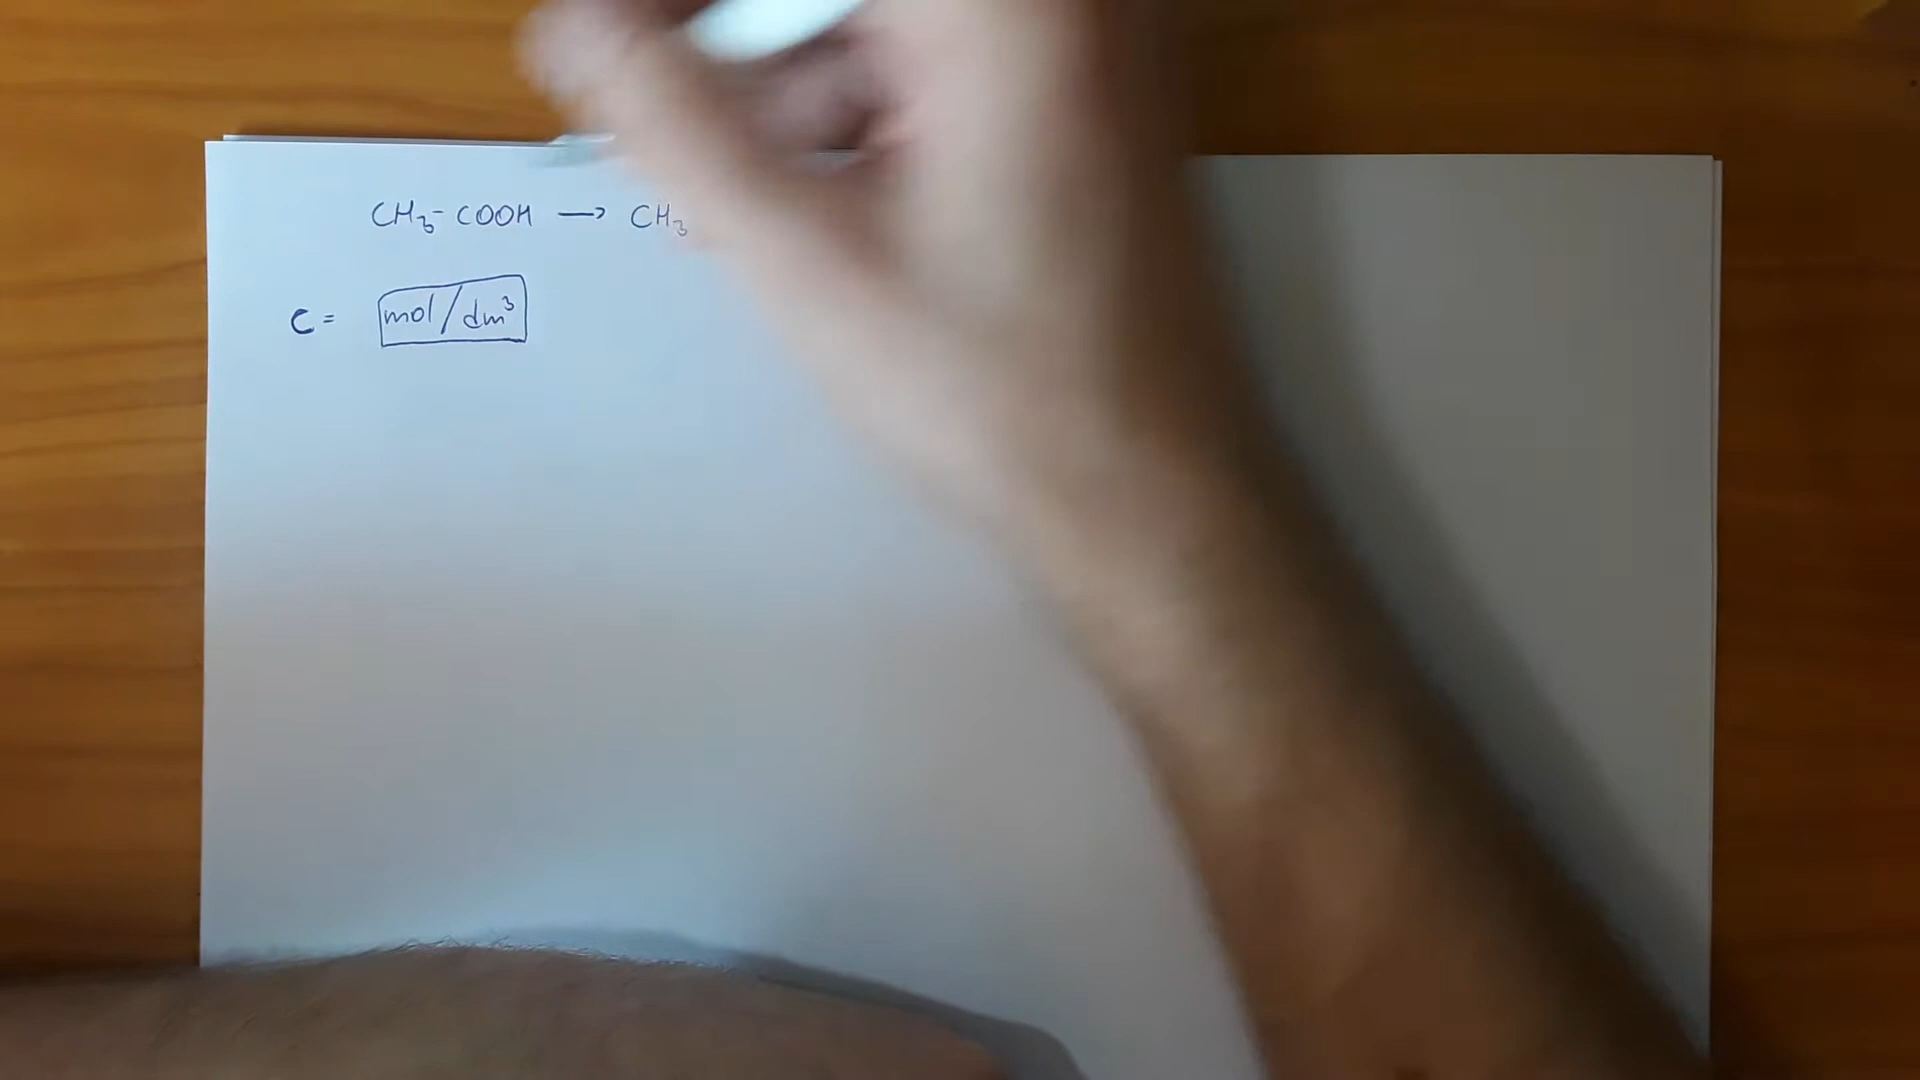 CH₃-COOH → CH₃
c = mol/dm³